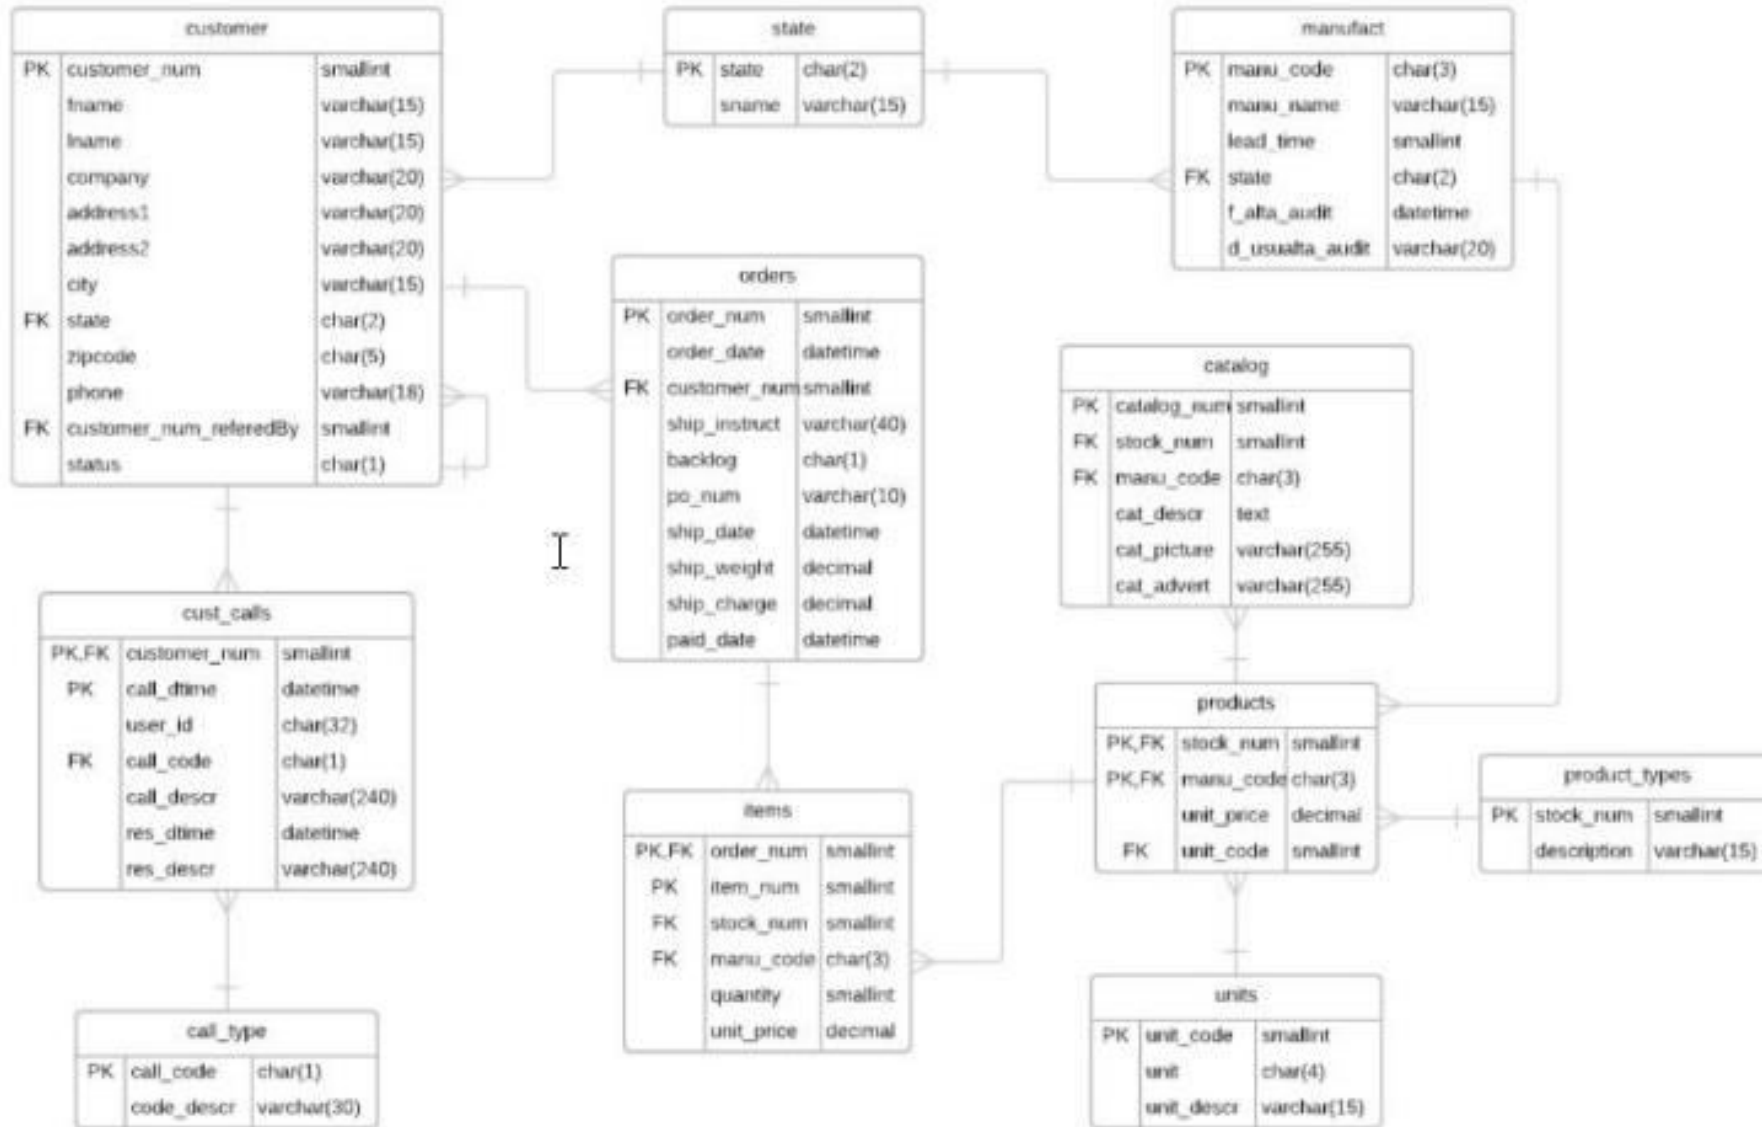 customer
PK customer_num smallint
fname varchar(15)
lname varchar(15)
company varchar(20)
address1 varchar(20)
address2 varchar(20)
city varchar(15)
FK state char(2)
zipcode char(5)
phone varchar(18)
FK customer_num_referedBy smallint
status char(1)
state
PK state char(2)
sname varchar(15)
manufact
PK manu_code char(3)
manu_name varchar(15)
lead_time smallint
FK state char(2)
f_alta_audit datetime
d_usualta_audit varchar(20)
orders
PK order_num smallint
order_date datetime
FK customer_num smallint
ship_instruct varchar(40)
backlog char(1)
po_num varchar(10)
ship_date datetime
ship_weight decimal
ship_charge decimal
paid_date datetime
catalog
PK catalog_num smallint
FK stock_num smallint
FK manu_code char(3)
cat_descr text
cat_picture varchar(255)
cat_advert varchar(255)
cust_calls
PK,FK customer_num smallint
PK call_dtime datetime
user_id char(32)
FK call_code char(1)
call_descr varchar(240)
res_dtime datetime
res_descr varchar(240)
products
PK,FK stock_num smallint
PK,FK manu_code char(3)
unit_price decimal
FK unit_code smallint
product_types
PK stock_num smallint
description varchar(15)
items
PK,FK order_num smallint
PK item_num smallint
FK stock_num smallint
FK manu_code char(3)
quantity smallint
unit_price decimal
call_type
PK call_code char(1)
code_descr varchar(30)
units
PK unit_code smallint
unit char(4)
unit_descr varchar(15)